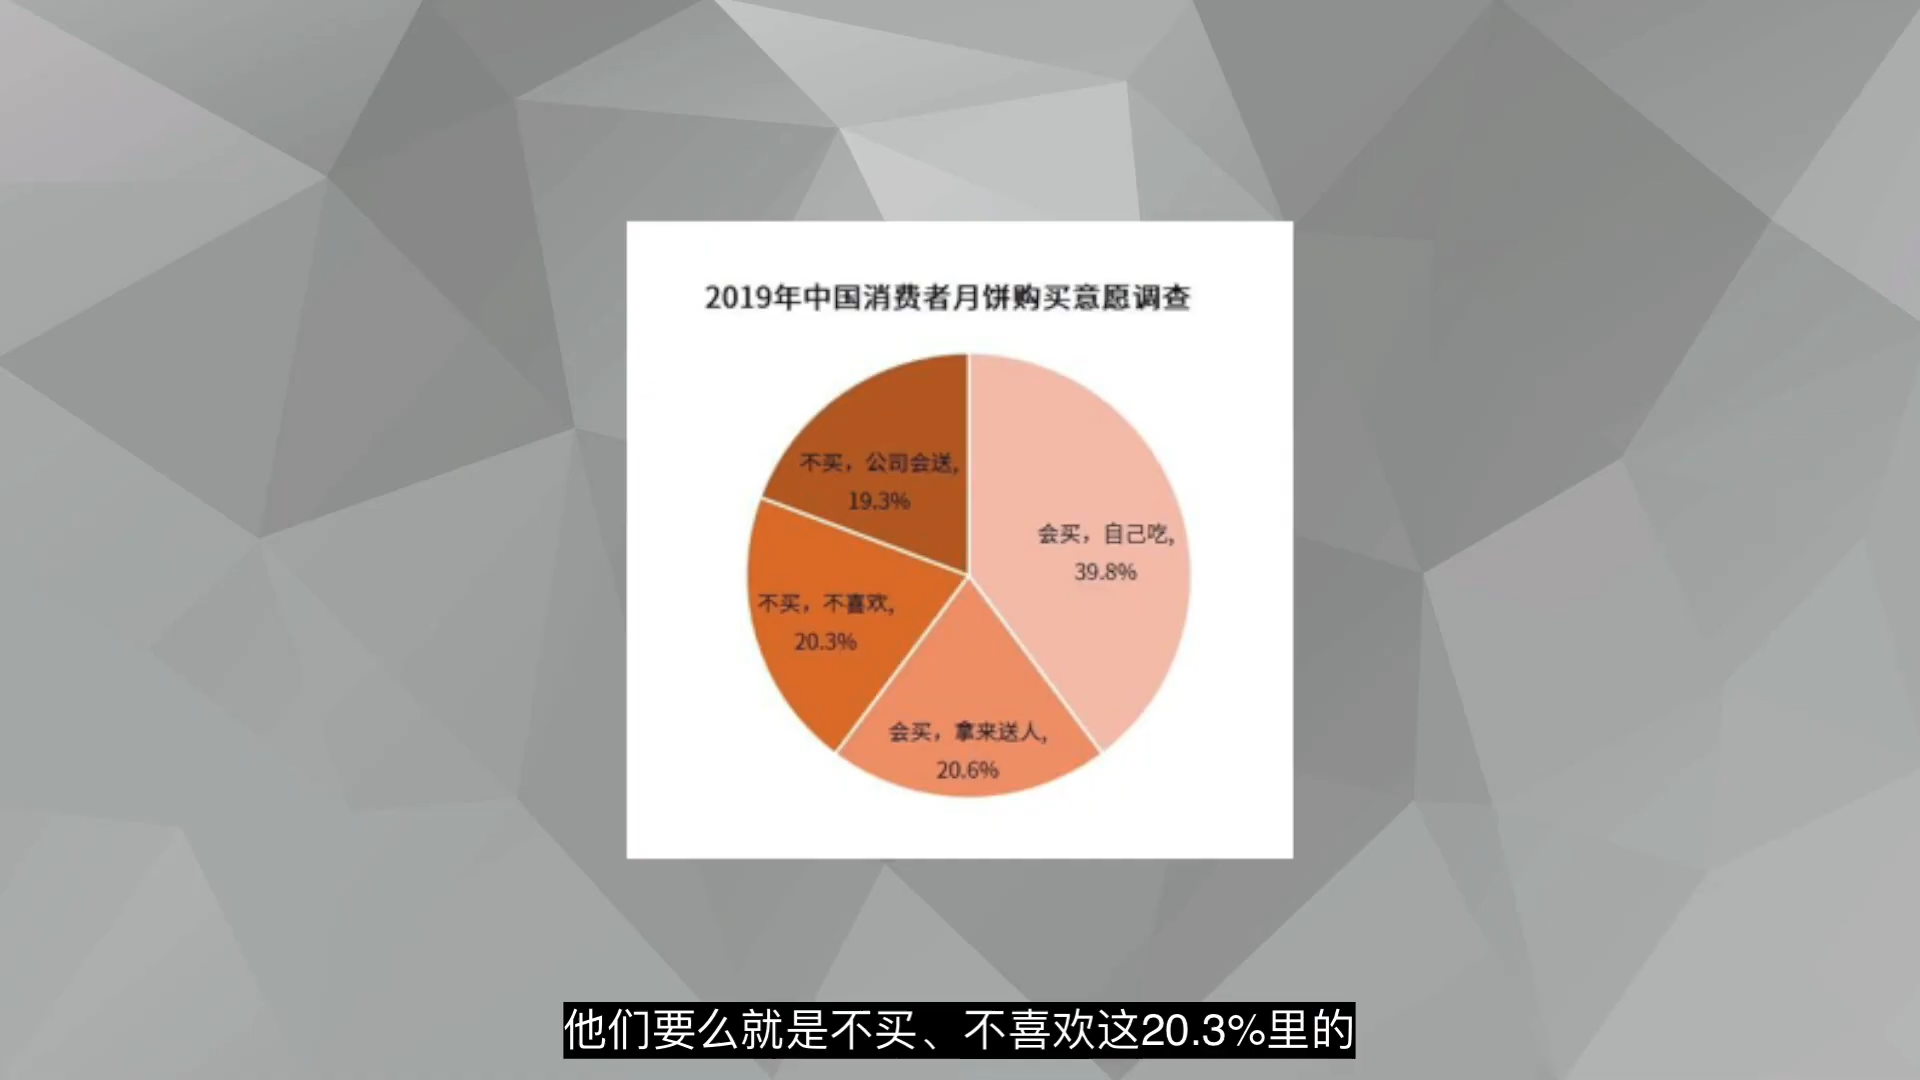 2019年中国消费者月饼购买意愿调查
不买，公司会送,
19.3%
会买，自己吃,
39.8%
不买，不喜欢,
20.3%
会买，拿来送人,
20.6%
他们要么就是不买、不喜欢这20.3%里的